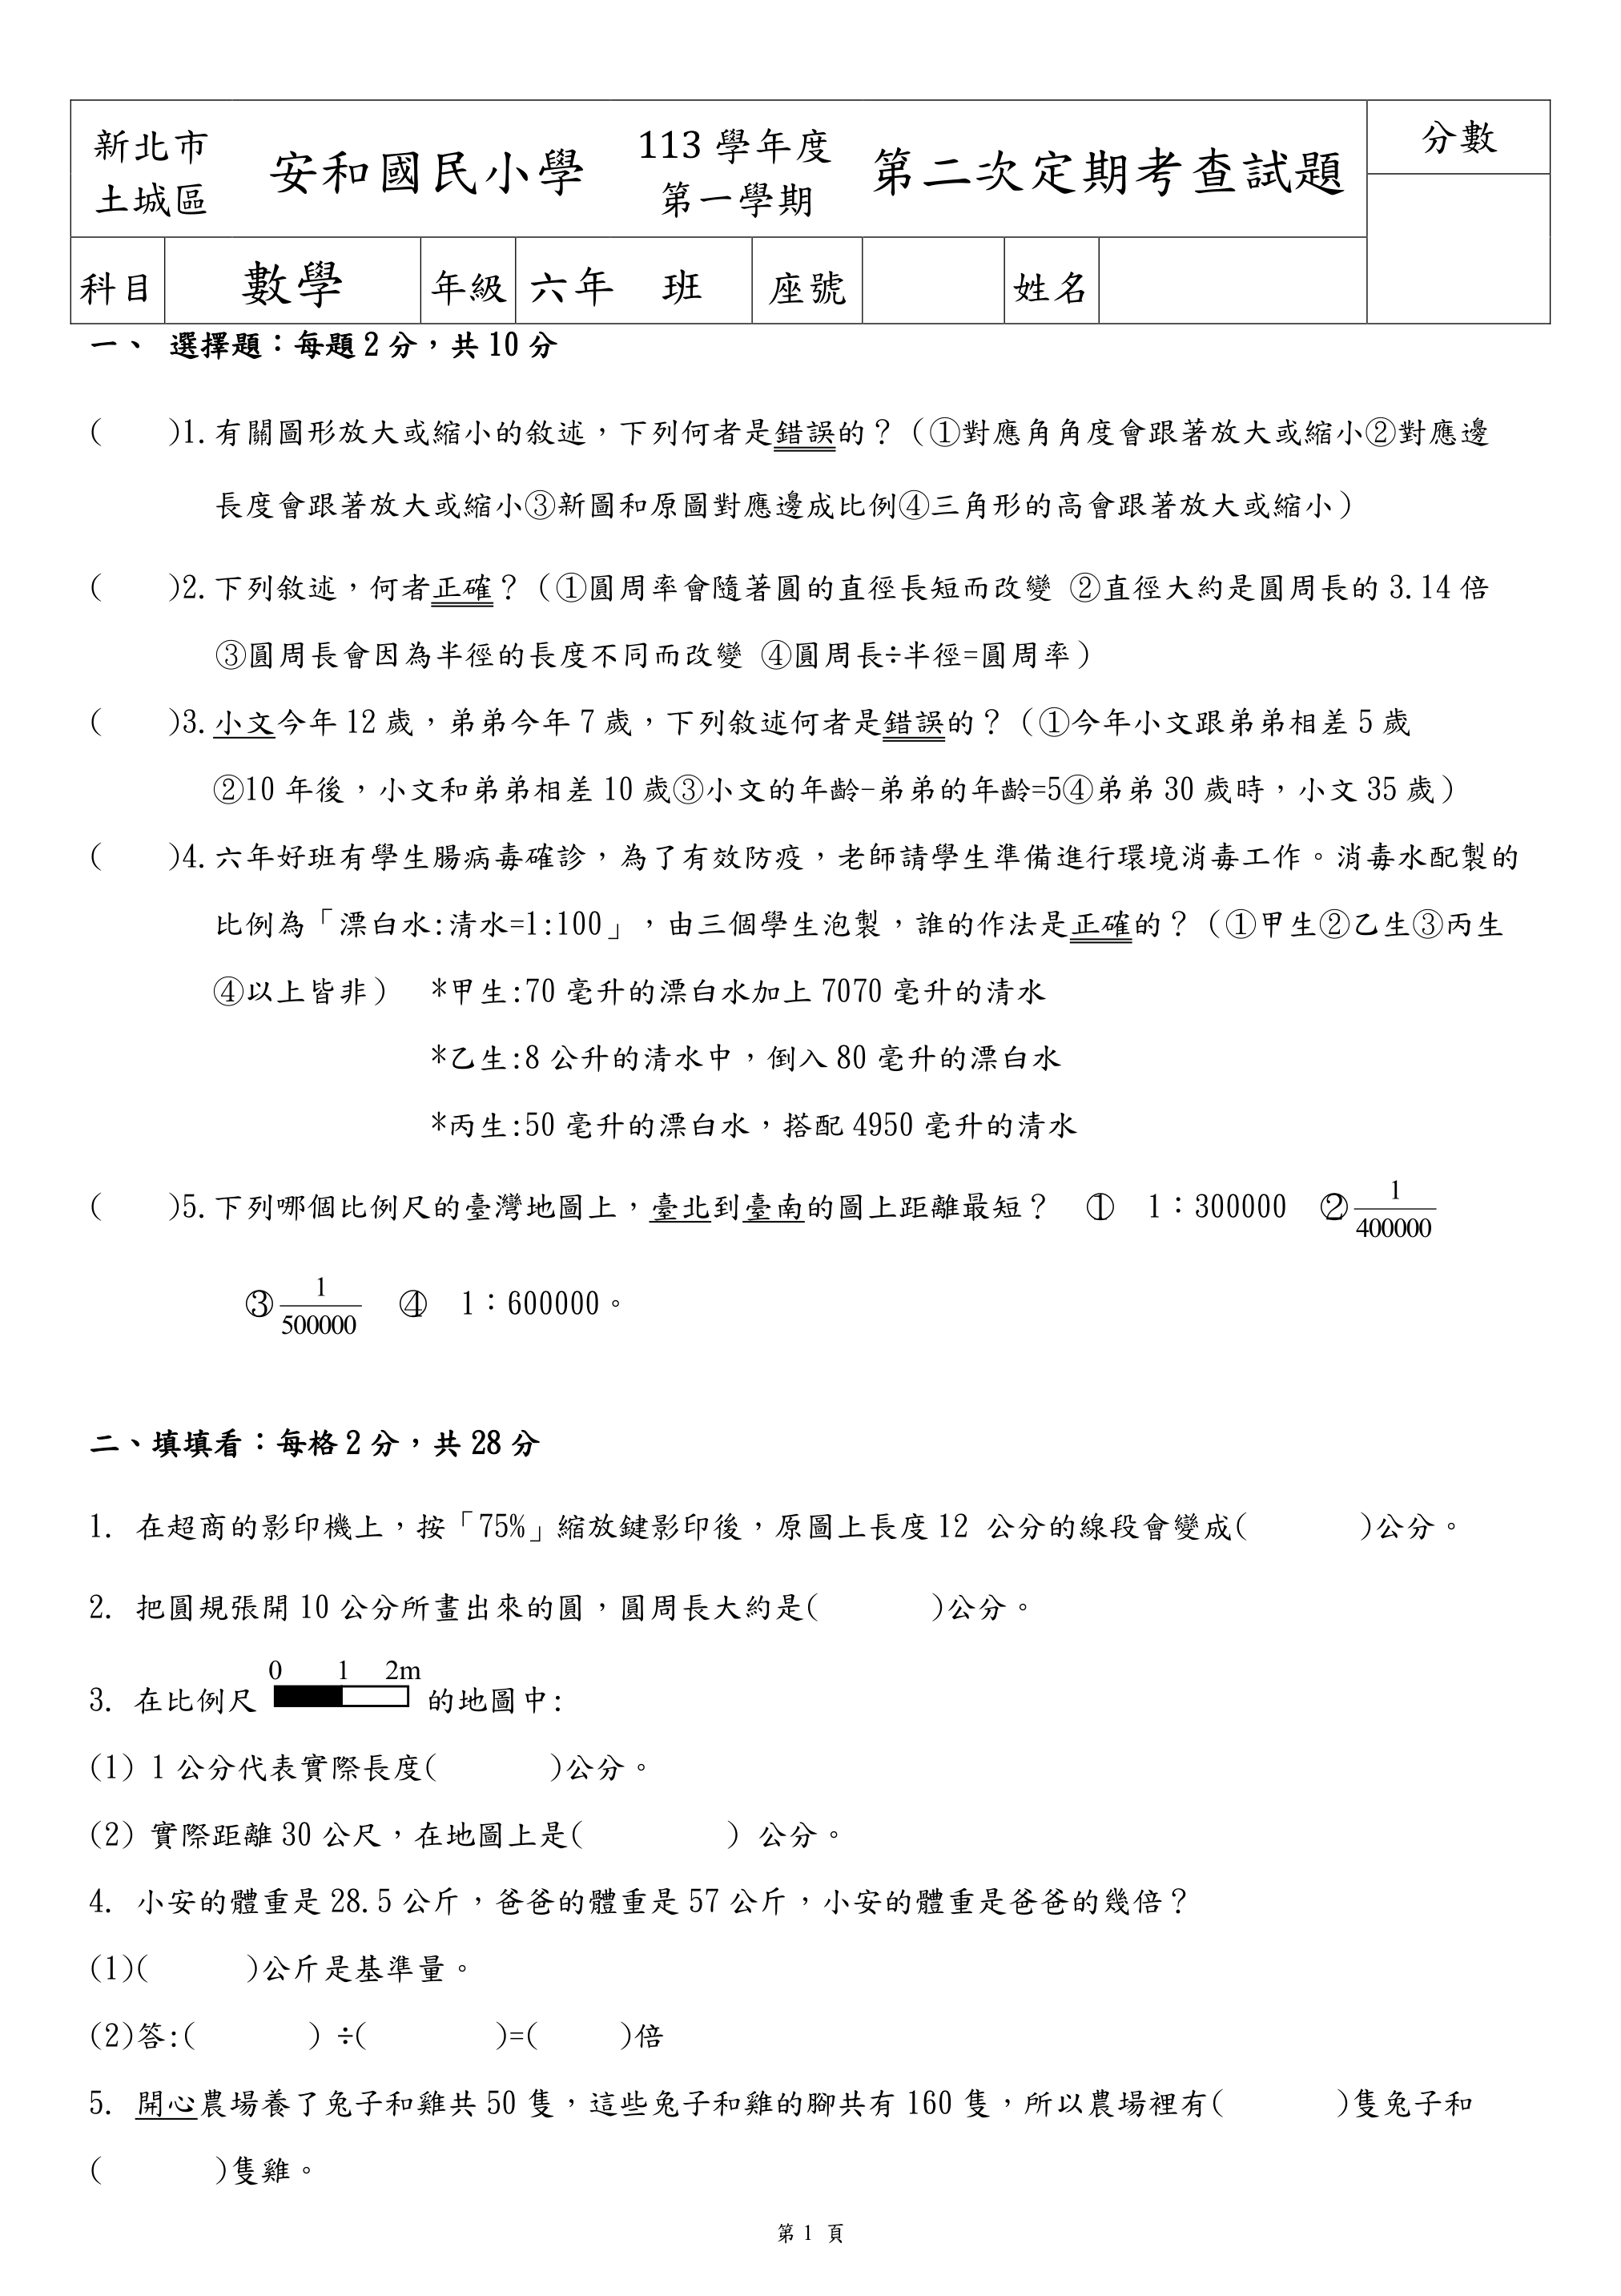 新北市
土城區
安和國民小學
113 學年度
第一學期
第二次定期考查試題
分數
科目 數學 年級 六年 班 座號 姓名
一、 選擇題：每題2分，共10分
( )1.有關圖形放大或縮小的敘述，下列何者是錯誤的？（①對應角角度會跟著放大或縮小②對應邊
長度會跟著放大或縮小③新圖和原圖對應邊成比例④三角形的高會跟著放大或縮小）
( )2.下列敘述，何者正確？（①圓周率會隨著圓的直徑長短而改變 ②直徑大約是圓周長的3.14倍
③圓周長會因為半徑的長度不同而改變 ④圓周長÷半徑=圓周率）
( )3.小文今年12歲，弟弟今年7歲，下列敘述何者是錯誤的？（①今年小文跟弟弟相差5歲
②10年後，小文和弟弟相差10歲③小文的年齡-弟弟的年齡=5④弟弟30歲時，小文35歲）
( )4.六年好班有學生腸病毒確診，為了有效防疫，老師請學生準備進行環境消毒工作。消毒水配製的
比例為「漂白水:清水=1:100」，由三個學生泡製，誰的作法是正確的？（①甲生②乙生③丙生
④以上皆非） *甲生:70毫升的漂白水加上7070毫升的清水
*乙生:8公升的清水中，倒入80毫升的漂白水
*丙生:50毫升的漂白水，搭配4950毫升的清水
( )5.下列哪個比例尺的臺灣地圖上，臺北到臺南的圖上距離最短？ ① 1：300000 ②1/400000
③1/500000 ④ 1：600000。
二、填填看：每格2分，共28分
1. 在超商的影印機上，按「75%」縮放鍵影印後，原圖上長度12 公分的線段會變成( )公分。
2. 把圓規張開10公分所畫出來的圓，圓周長大約是( )公分。
0 1 2m
3. 在比例尺 的地圖中:
(1) 1公分代表實際長度( )公分。
(2) 實際距離30公尺，在地圖上是( ) 公分。
4. 小安的體重是28.5公斤，爸爸的體重是57公斤，小安的體重是爸爸的幾倍？
(1)( )公斤是基準量。
(2)答:( ) ÷( )=( )倍
5. 開心農場養了兔子和雞共50隻，這些兔子和雞的腳共有160隻，所以農場裡有( )隻兔子和
( )隻雞。
第 1 頁